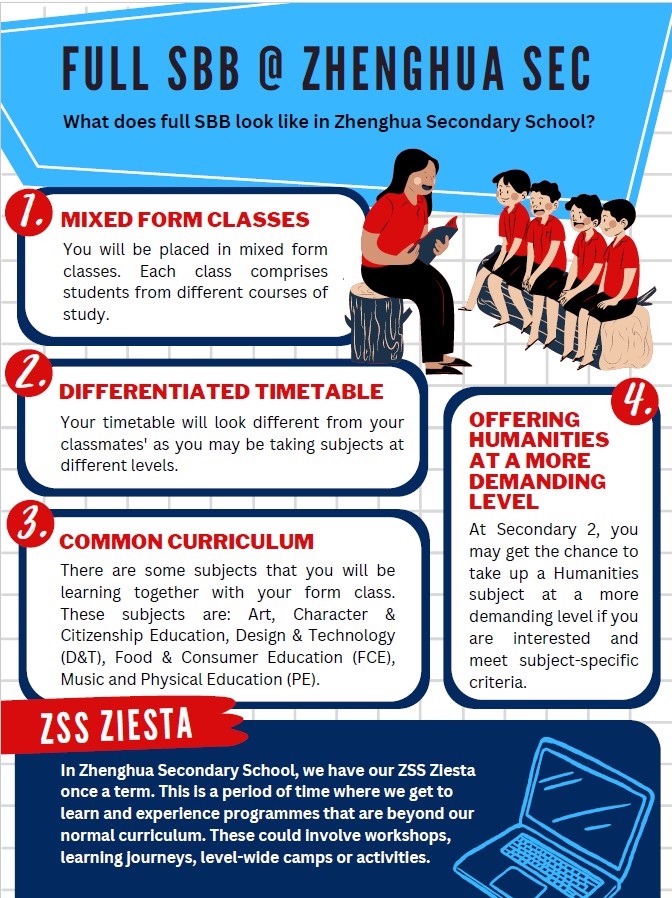 FULL SBB @ ZHENGHUA SEC
What does full SBB look like in Zhenghua Secondary School?
1.
MIXED FORM CLASSES
You will be placed in mixed form
classes. Each class comprises
students from different courses of
study.
2.
DIFFERENTIATED TIMETABLE
Your timetable will look different from your
classmates' as you may be taking subjects at
different levels.
3.
COMMON CURRICULUM
There are some subjects that you will be
learning together with your form class.
These subjects are: Art, Character &
Citizenship Education, Design & Technology
(D&T), Food & Consumer Education (FCE),
Music and Physical Education (PE).
4.
OFFERING
HUMANITIES
AT A MORE
DEMANDING
LEVEL
At Secondary 2, you
may get the chance to
take up a Humanities
subject at a more
demanding level if you
are interested and
meet subject-specific
criteria.
ZSS ZIESTA
In Zhenghua Secondary School, we have our ZSS Ziesta
once a term. This is a period of time where we get to
learn and experience programmes that are beyond our
normal curriculum. These could involve workshops,
learning journeys, level-wide camps or activities.